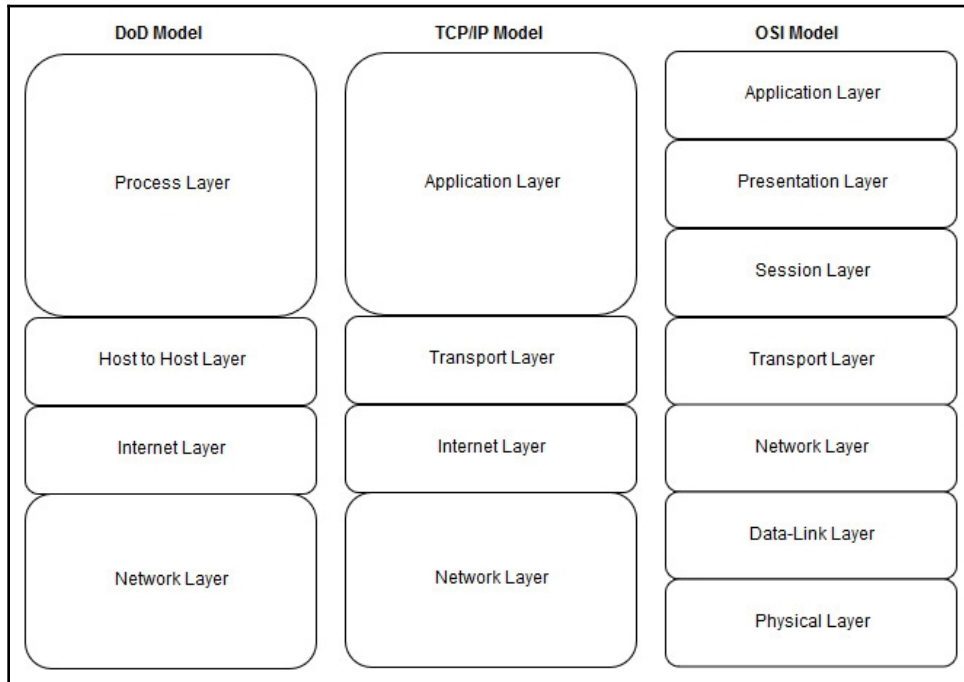 DoD Model
Process Layer
Host to Host Layer
Internet Layer
Network Layer
TCP/IP Model
Application Layer
Transport Layer
Internet Layer
Network Layer
OSI Model
Application Layer
Presentation Layer
Session Layer
Transport Layer
Network Layer
Data-Link Layer
Physical Layer